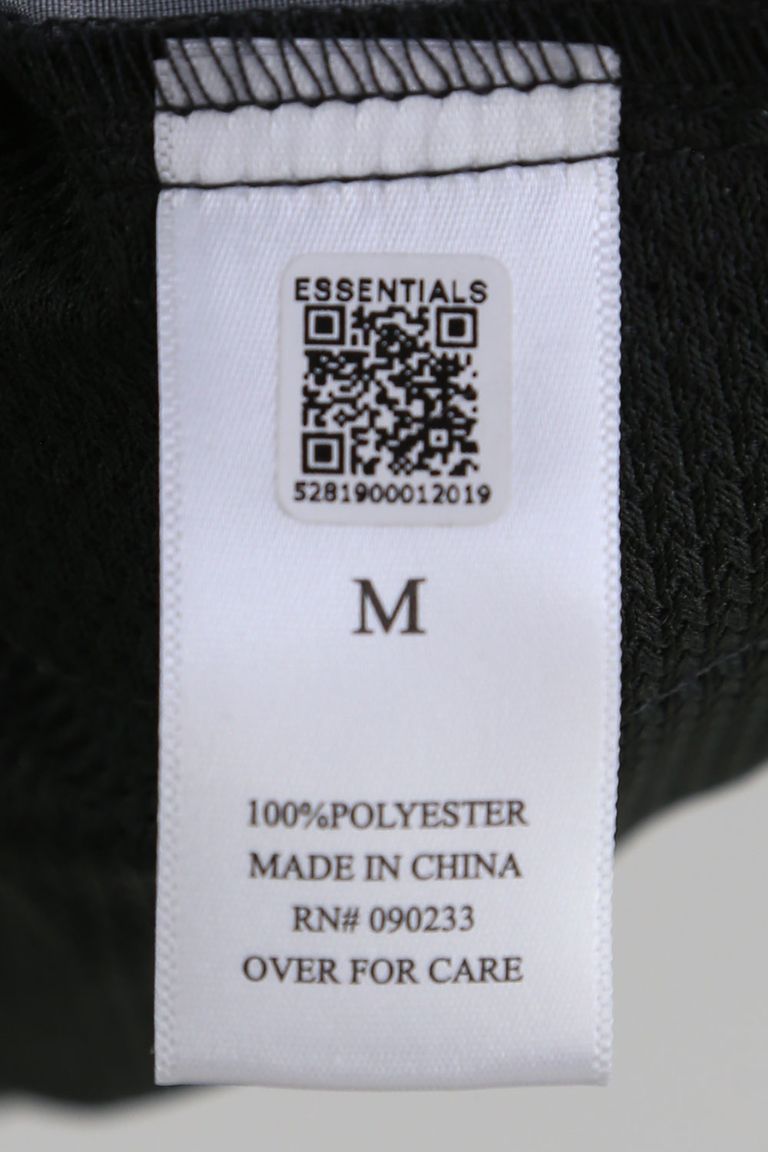 ESSENTIALS
5281900012019
M
100%POLYESTER
MADE IN CHINA
RN# 090233
OVER FOR CARE